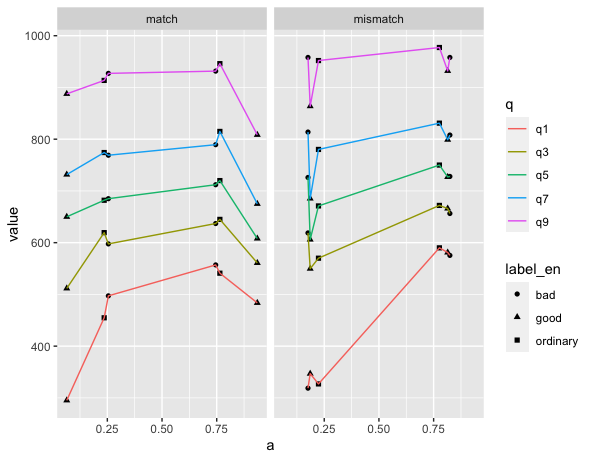 match mismatch
1000
800
600
400
value
0.25 0.50 0.75 0.25 0.50 0.75
a
q
q1
q3
q5
q7
q9
label_en
bad
good
ordinary